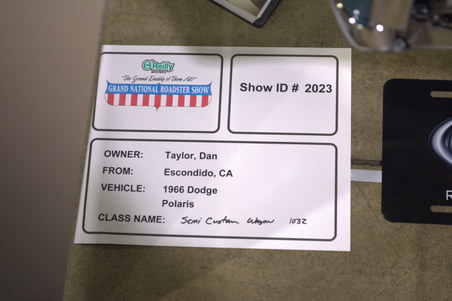 O'Reilly
"The Grand Daddy of Them All"
GRAND NATIONAL ROADSTER SHOW
Show ID # 2023
OWNER: Taylor, Dan
FROM: Escondido, CA
VEHICLE: 1966 Dodge
Polaris
CLASS NAME: Semi Custom Wagon 1032
R